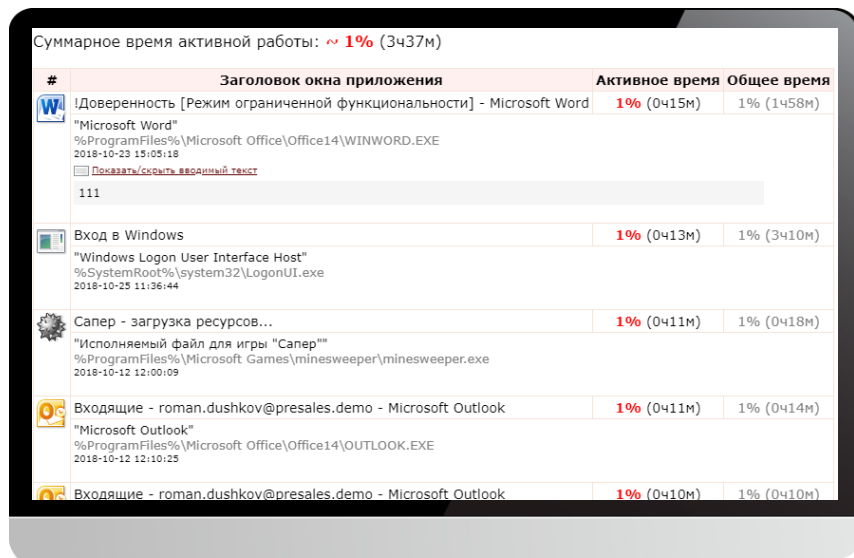 Суммарное время активной работы: ~ 1% (3ч37м)
# Заголовок окна приложения Активное время Общее время
!Доверенность [Режим ограниченной функциональности] - Microsoft Word 1% (0ч15м) 1% (1ч58м)
"Microsoft Word"
%ProgramFiles%\Microsoft Office\Office14\WINWORD.EXE
2018-10-23 15:05:18
Показать/скрыть вводимый текст
111
Вход в Windows 1% (0ч13м) 1% (3ч10м)
"Windows Logon User Interface Host"
%SystemRoot%\system32\LogonUI.exe
2018-10-25 11:36:44
Сапер - загрузка ресурсов... 1% (0ч11м) 1% (0ч18м)
"Исполняемый файл для игры "Сапер""
%ProgramFiles%\Microsoft Games\minesweeper\minesweeper.exe
2018-10-12 12:00:09
Входящие - roman.dushkov@presales.demo - Microsoft Outlook 1% (0ч11м) 1% (0ч14м)
"Microsoft Outlook"
%ProgramFiles%\Microsoft Office\Office14\OUTLOOK.EXE
2018-10-12 12:10:25
Входящие - roman.dushkov@presales.demo - Microsoft Outlook 1% (0ч10м) 1% (0ч10м)